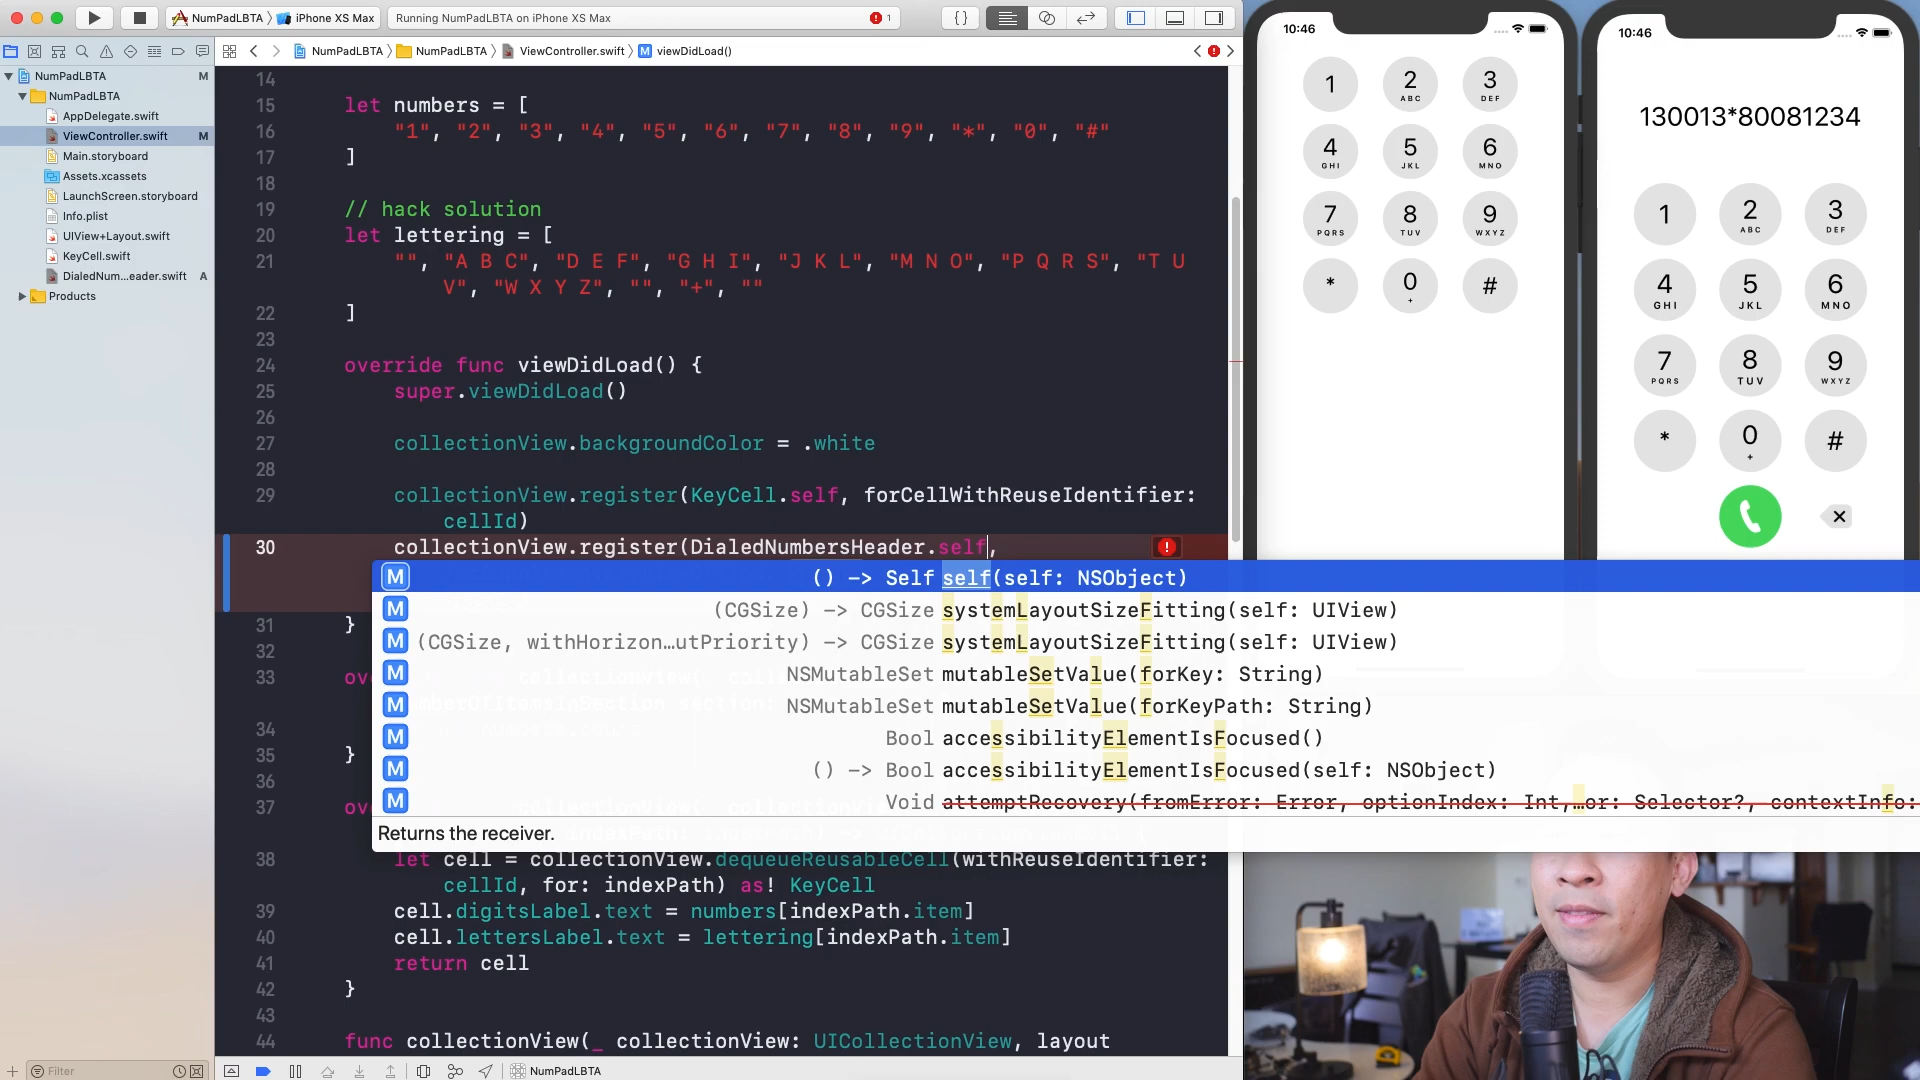 NumPadLBTA
iPhone XS Max
Running NumPadLBTA on iPhone XS Max
1
NumPadLBTA
NumPadLBTA
ViewController.swift
M
viewDidLoad()
NumPadLBTA
M
NumPadLBTA
AppDelegate.swift
ViewController.swift
M
Main.storyboard
Assets.xcassets
LaunchScreen.storyboard
Info.plist
UIView+Layout.swift
KeyCell.swift
DialedNum...eader.swift
A
Products
Filter
14
15 let numbers = [
16 "1", "2", "3", "4", "5", "6", "7", "8", "9", "*", "0", "#"
17 ]
18
19 // hack solution
20 let lettering = [
21 "", "A B C", "D E F", "G H I", "J K L", "M N O", "P Q R S", "T U
V", "W X Y Z", "", "+", ""
22 ]
23
24 override func viewDidLoad() {
25 super.viewDidLoad()
26
27 collectionView.backgroundColor = .white
28
29 collectionView.register(KeyCell.self, forCellWithReuseIdentifier:
cellId)
30 collectionView.register(DialedNumbersHeader.self,
M () -> Self self(self: NSObject)
M (CGSize) -> CGSize systemLayoutSizeFitting(self: UIView)
M (CGSize, withHorizon…utPriority) -> CGSize systemLayoutSizeFitting(self: UIView)
M NSMutableSet mutableSetValue(forKey: String)
M NSMutableSet mutableSetValue(forKeyPath: String)
M Bool accessibilityElementIsFocused()
M () -> Bool accessibilityElementIsFocused(self: NSObject)
M Void attemptRecovery(fromError: Error, optionIndex: Int,…or: Selector?, contextInfo:
Returns the receiver.
31 }
32
33 ov
34
35 }
36
37 ov
38 let cell = collectionView.dequeueReusableCell(withReuseIdentifier:
cellId, for: indexPath) as! KeyCell
39 cell.digitsLabel.text = numbers[indexPath.item]
40 cell.lettersLabel.text = lettering[indexPath.item]
41 return cell
42 }
43
44 func collectionView(_ collectionView: UICollectionView, layout
NumPadLBTA
10:46
1
2
ABC
3
DEF
4
GHI
5
JKL
6
MNO
7
PQRS
8
TUV
9
WXYZ
*
0
+
#
10:46
130013*80081234
1
2
ABC
3
DEF
4
GHI
5
JKL
6
MNO
7
PQRS
8
TUV
9
WXYZ
*
0
+
#